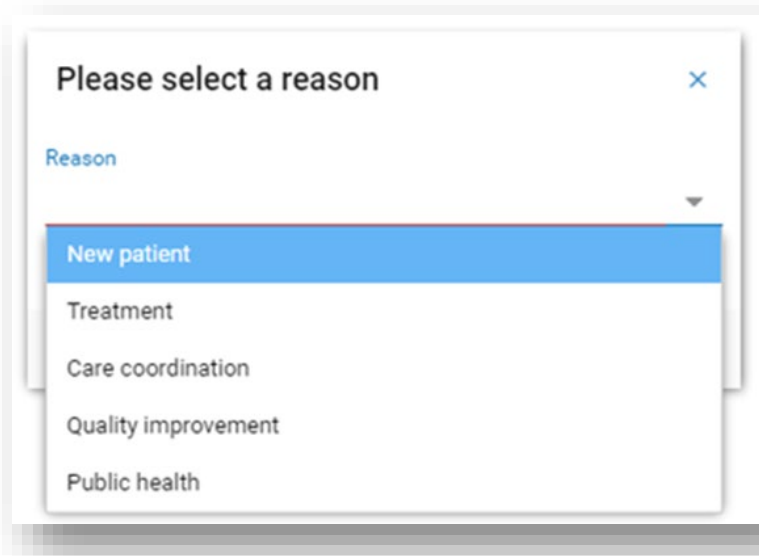 Please select a reason
Reason
New patient
Treatment
Care coordination
Quality improvement
Public health